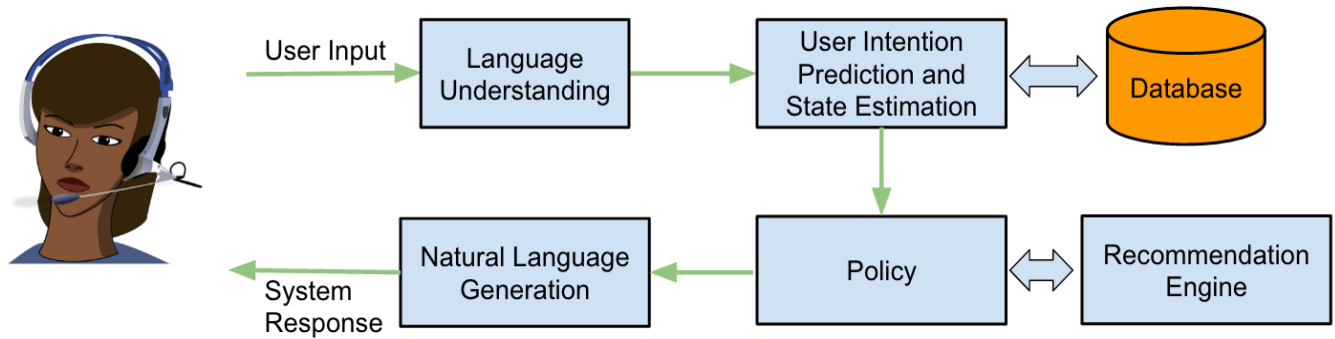 User Input
Language
Understanding
User Intention
Prediction and
State Estimation
Database
Natural Language
Generation
Policy
Recommendation
Engine
System
Response